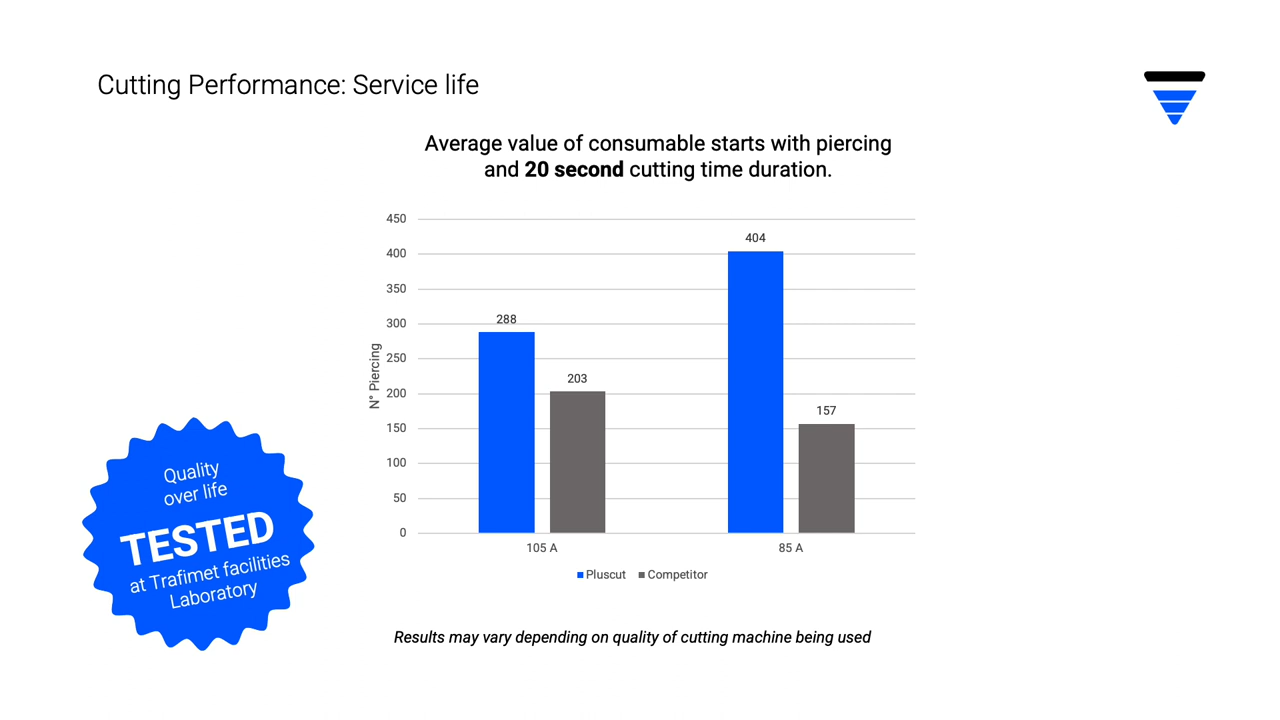 Cutting Performance: Service life
Average value of consumable starts with piercing
and 20 second cutting time duration.
N° Piercing
450
400
350
300
250
200
150
100
50
0
288
203
404
157
105 A
85 A
Pluscut
Competitor
Quality
over life
TESTED
at Trafimet facilities
Laboratory
Results may vary depending on quality of cutting machine being used